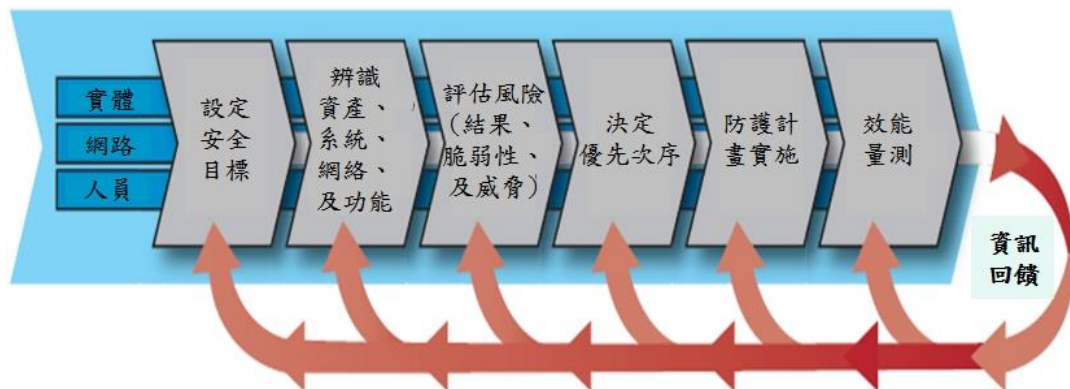 實體
網路
人員
設定
安全
目標
辨識
資產、
系統、
網絡、
及功能
評估風險
(結果、
脆弱性、
及威脅)
決定
優先次序
防護計
畫實施
效能
量測
資訊
回饋